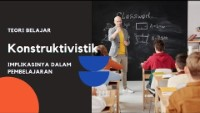 TEORI BELAJAR
Konstruktivistik
IMPLIKASINYA DALAM
PEMBELAJARAN